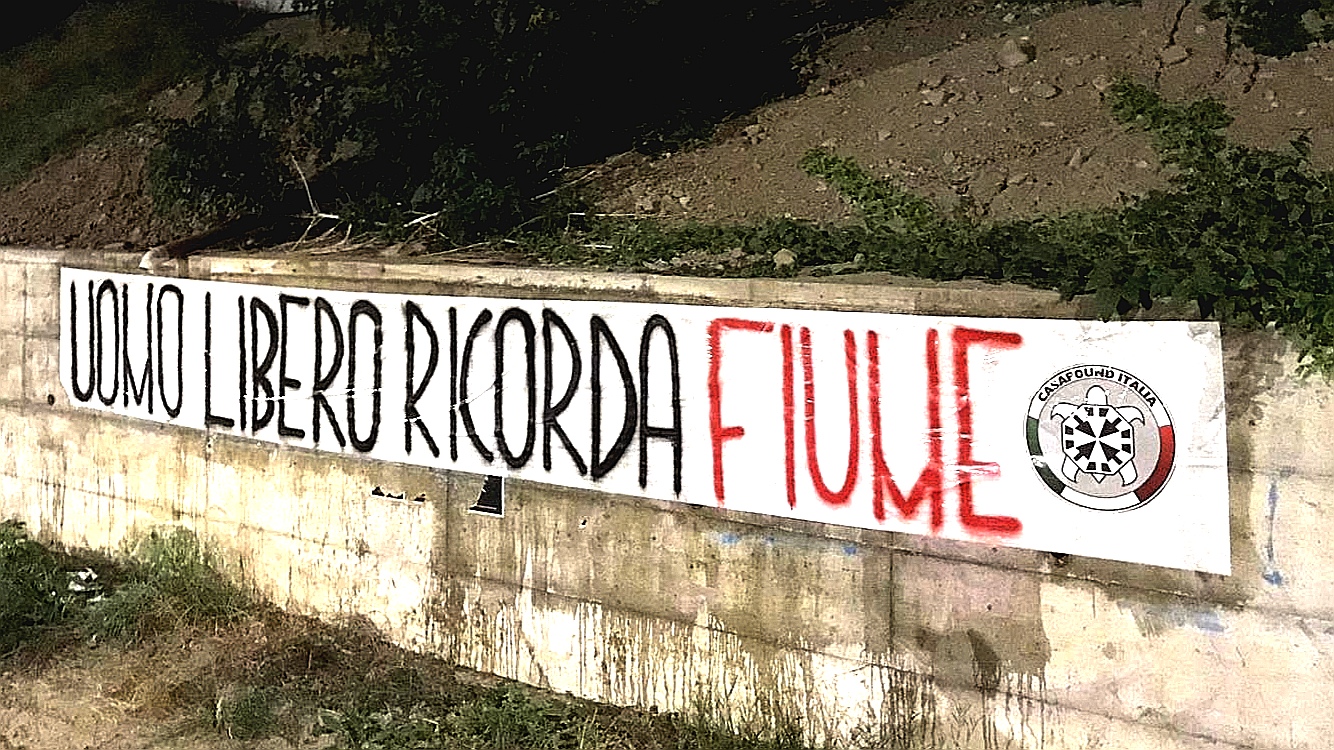 UOMO LIBERO RICORDA FIUME
CASAPOUND ITALIA